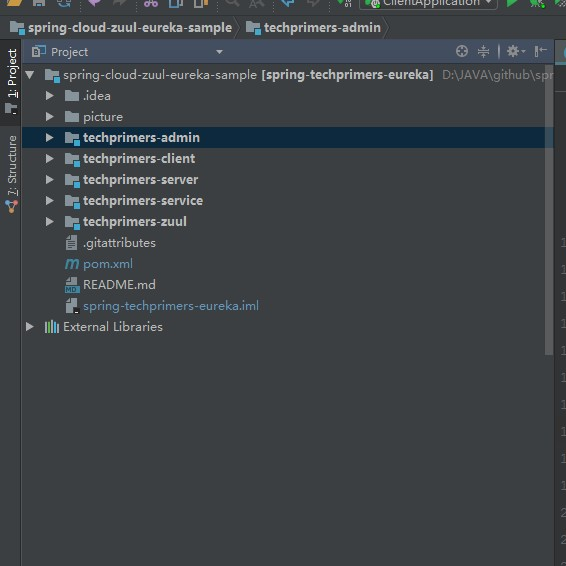 ClientApplication
spring-cloud-zuul-eureka-sample techprimers-admin
1: Project
7: Structure
Project
spring-cloud-zuul-eureka-sample [spring-techprimers-eureka] D:\JAVA\github\spr
.idea
picture
techprimers-admin
techprimers-client
techprimers-server
techprimers-service
techprimers-zuul
.gitattributes
pom.xml
README.md
spring-techprimers-eureka.iml
External Libraries